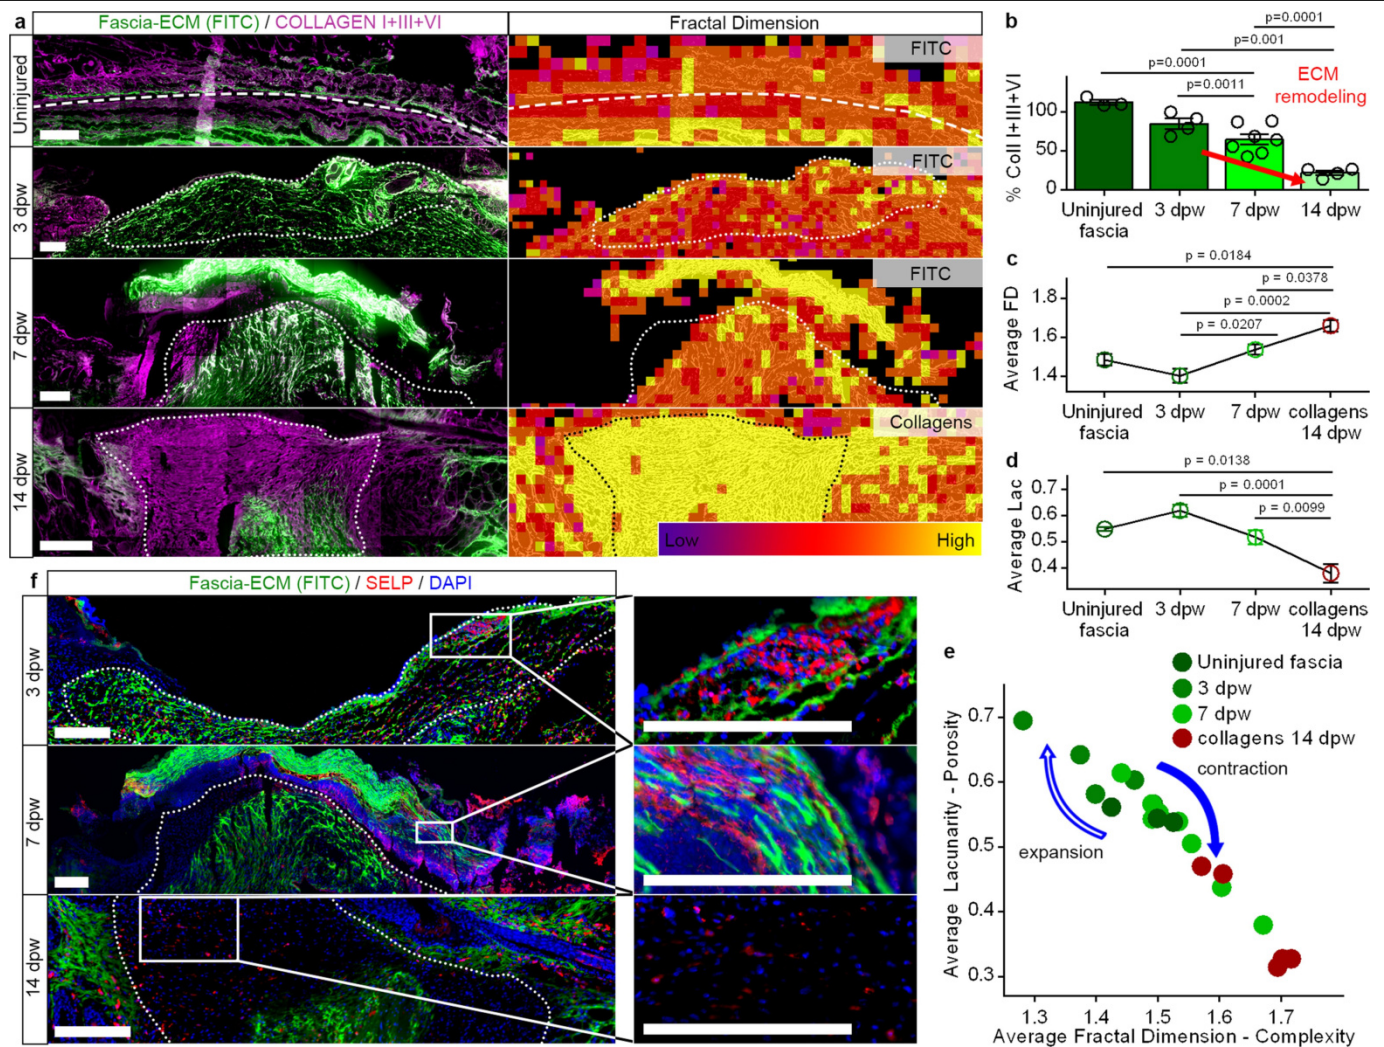 a
Fascia-ECM (FITC) / COLLAGEN I+III+VI
Fractal Dimension
Uninjured
FITC
3 dpw
FITC
7 dpw
FITC
14 dpw
Collagens
Low
High
b
p=0.0001
p=0.001
p=0.0001
p=0.0011
ECM
remodeling
% Coll I+III+VI
100
50
0
Uninjured
fascia
3 dpw
7 dpw
14 dpw
c
p = 0.0184
p = 0.0378
p = 0.0002
p = 0.0207
Average FD
1.8
1.6
1.4
Uninjured
fascia
3 dpw
7 dpw
collagens
14 dpw
d
p = 0.0138
p = 0.0001
p = 0.0099
Average Lac
0.7
0.6
0.5
0.4
Uninjured
fascia
3 dpw
7 dpw
collagens
14 dpw
e
Uninjured fascia
3 dpw
7 dpw
collagens 14 dpw
contraction
expansion
Average Lacunarity - Porosity
0.7
0.6
0.5
0.4
0.3
1.3
1.4
1.5
1.6
1.7
Average Fractal Dimension - Complexity
f
Fascia-ECM (FITC) / SELP / DAPI
3 dpw
7 dpw
14 dpw